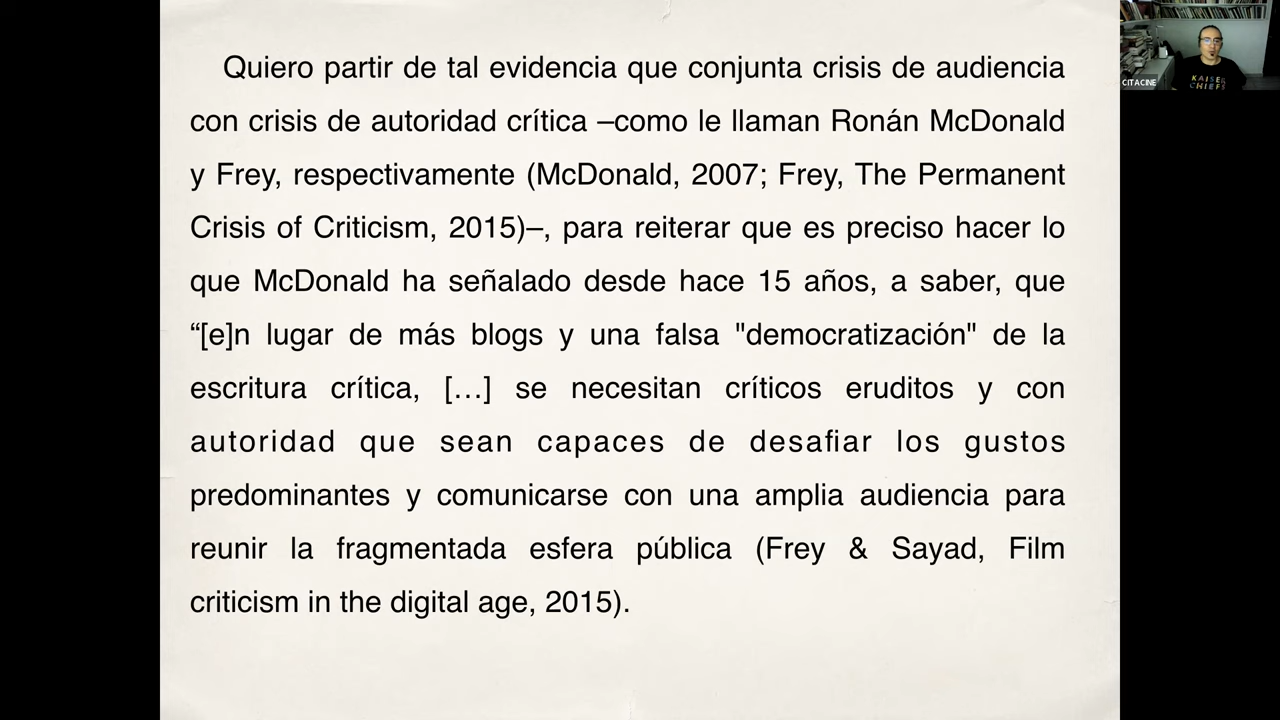 Quiero partir de tal evidencia que conjunta crisis de audiencia
con crisis de autoridad crítica –como le llaman Ronán McDonald
y Frey, respectivamente (McDonald, 2007; Frey, The Permanent
Crisis of Criticism, 2015)–, para reiterar que es preciso hacer lo
que McDonald ha señalado desde hace 15 años, a saber, que
“[e]n lugar de más blogs y una falsa "democratización" de la
escritura crítica, […] se necesitan críticos eruditos y con
autoridad que sean capaces de desafiar los gustos
predominantes y comunicarse con una amplia audiencia para
reunir la fragmentada esfera pública (Frey & Sayad, Film
criticism in the digital age, 2015).
CITACINE
KAISER
CHIEFS